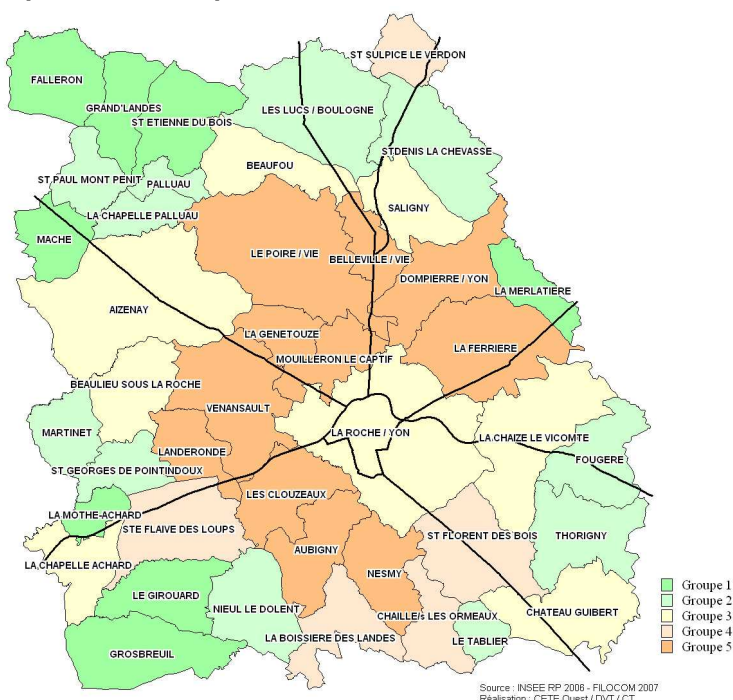 ST SULPICE LE VERDON
FALLERON
GRAND'LANDES
LES LUCS / BOULOGNE
ST ETIENNE DU BOIS
ST DENIS LA CHEVASSE
BEAUFOU
ST PAUL MONT PENIT
PALLUAU
SALIGNY
LA CHAPELLE PALLUAU
MACHE
LE POIRE / VIE
BELLEVILLE / VIE
DOMPIERRE / YON
LA MERLATIERE
AIZENAY
LA GENETOUZE
LA FERRIERE
MOUILLERON LE CAPTIF
BEAULIEU SOUS LA ROCHE
VENANSAULT
MARTINET
LA ROCHE / YON
LA CHAIZE LE VICOMTE
LANDERONDE
FOUGERE
ST GEORGES DE POINTINDOUX
LES CLOUZEAUX
LA MOTHE-ACHARD
STE FLAIVE DES LOUPS
ST FLORENT DES BOIS
THORIGNY
AUBIGNY
LA CHAPELLE ACHARD
NESMY
LE GIROUARD
NIEUL LE DOLENT
CHAILLE/S LES ORMEAUX
CHATEAU GUIBERT
LA BOISSIERE DES LANDES
LE TABLIER
GROSBREUIL
Groupe 1
Groupe 2
Groupe 3
Groupe 4
Groupe 5
Source : INSEE RP 2006 - FILOCOM 2007
Réalisation : CETE Ouest / DVT / CT